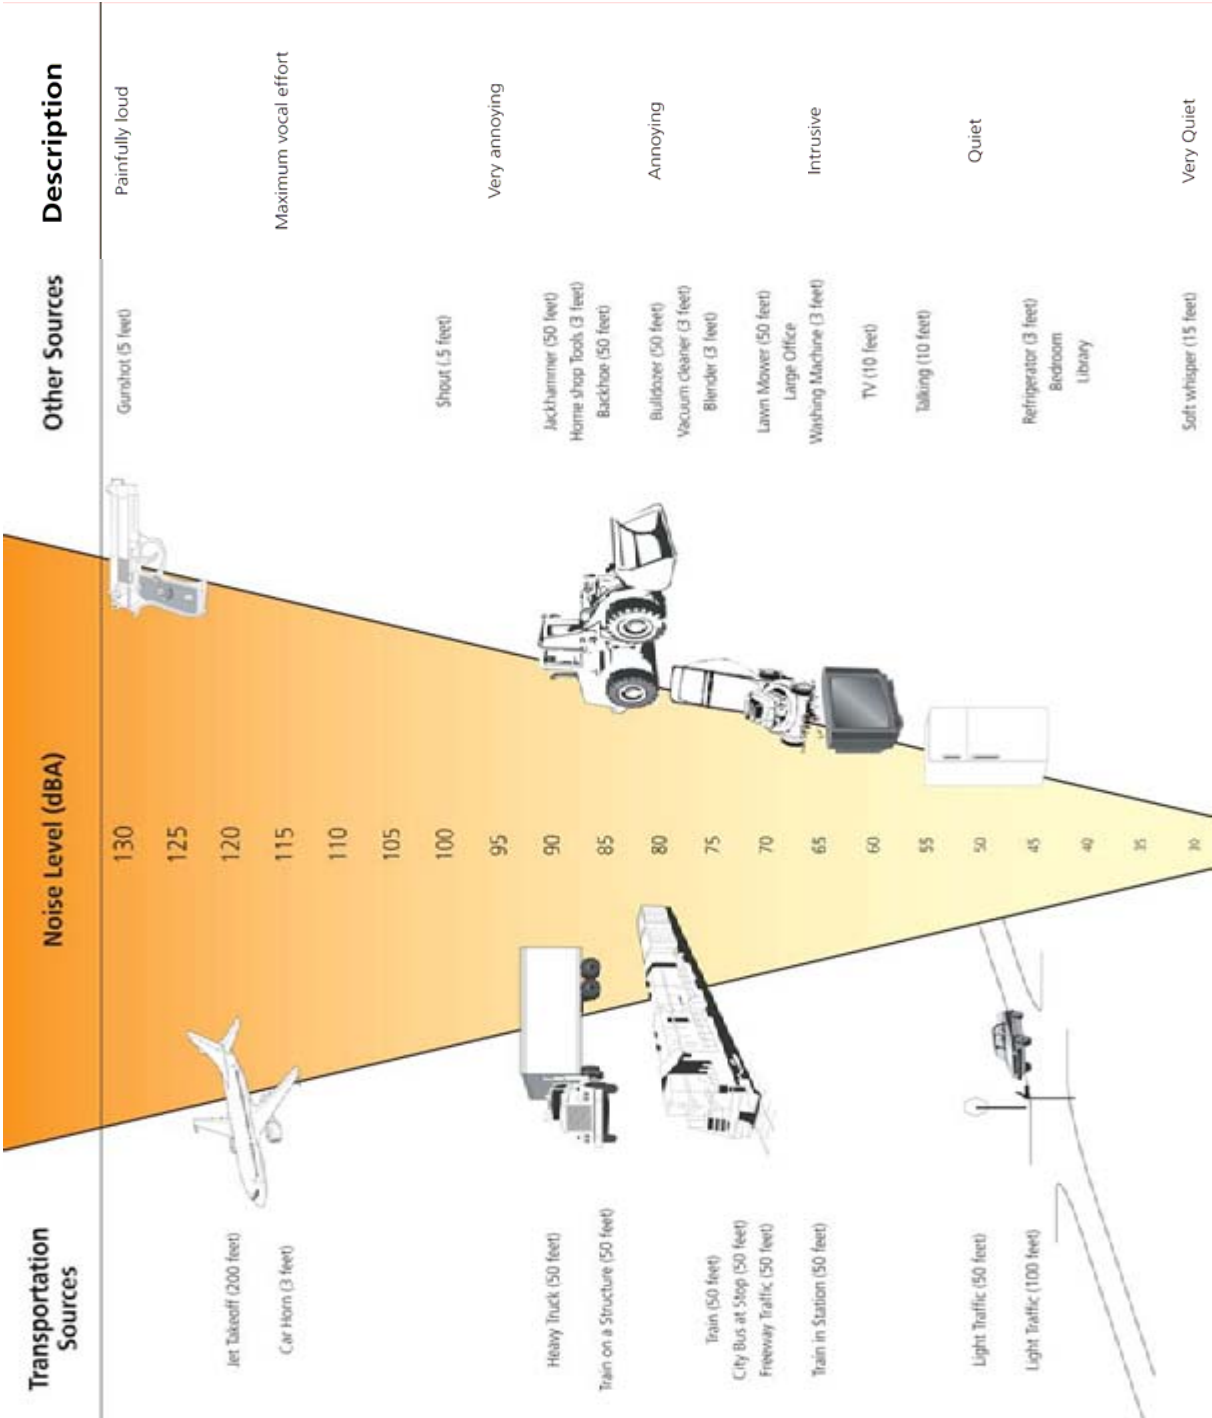 Transportation
Sources
Noise Level (dBA)
Other Sources
Description
130
Gunshot (5 feet)
Painfully loud
125
Jet Takeoff (200 feet)
120
Car Horn (3 feet)
115
Maximum vocal effort
110
105
100
Shout (.5 feet)
95
Very annoying
Heavy Truck (50 feet)
90
Jackhammer (50 feet)
Home shop Tools (3 feet)
Train on a Structure (50 feet)
85
Backhoe (50 feet)
80
Bulldozer (50 feet)
Annoying
Vacuum cleaner (3 feet)
Train (50 feet)
75
Blender (3 feet)
City Bus at Stop (50 feet)
Freeway Traffic (50 feet)
70
Lawn Mower (50 feet)
Large Office
Train in Station (50 feet)
65
Washing Machine (3 feet)
Intrusive
60
TV (10 feet)
55
Talking (10 feet)
Light Traffic (50 feet)
50
Quiet
Light Traffic (100 feet)
45
Refrigerator (3 feet)
Bedroom
40
Library
35
30
Soft whisper (15 feet)
Very Quiet